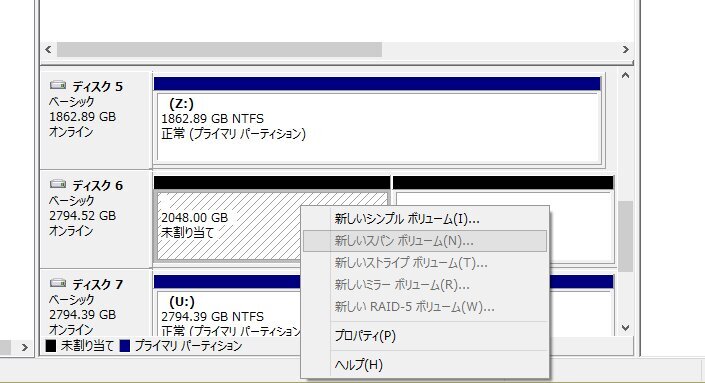 ディスク 5
ベーシック
1862.89 GB
オンライン
(Z:)
1862.89 GB NTFS
正常 (プライマリ パーティション)
ディスク 6
ベーシック
2794.52 GB
オンライン
2048.00 GB
未割り当て
新しいシンプル ボリューム(I)...
新しいスパン ボリューム(N)...
新しいストライプ ボリューム(T)...
新しいミラー ボリューム(R)...
新しい RAID-5 ボリューム(W)...
プロパティ(P)
ヘルプ(H)
ディスク 7
ベーシック
2794.39 GB
オンライン
(U:)
2794.39 GB NTFS
正常 (プライマリ パーティション)
未割り当て
プライマリ パーティション